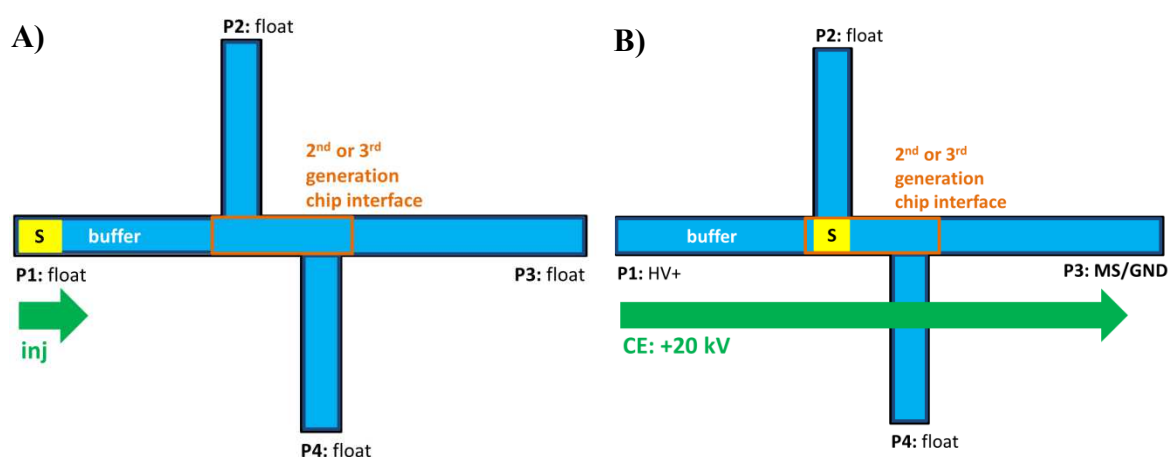 A)
P2: float
2nd or 3rd
generation
chip interface
S
buffer
P1: float
P3: float
inj
P4: float
B)
P2: float
2nd or 3rd
generation
chip interface
buffer
S
P1: HV+
P3: MS/GND
CE: +20 kV
P4: float